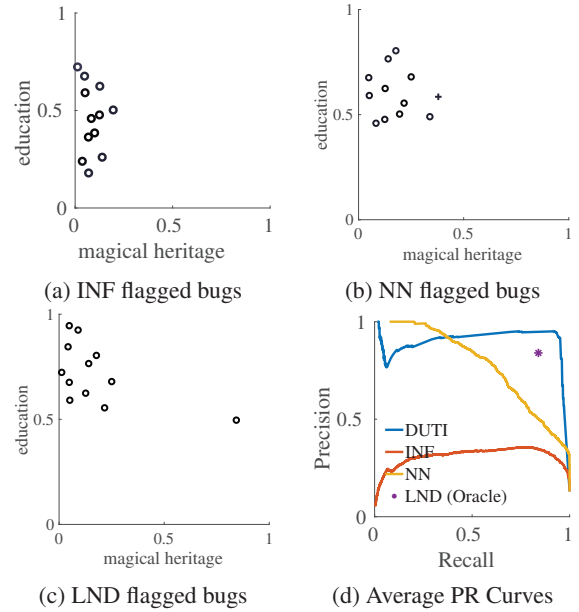 1
education
0.5
0
0.5
1
magical heritage
(a) INF flagged bugs
1
education
0.5
0
0.5
1
magical heritage
(b) NN flagged bugs
1
education
0.5
0
0
0.5
1
magical heritage
(c) LND flagged bugs
1
Precision
0.5
DUTI
INF
NN
LND (Oracle)
0
0
0.5
1
Recall
(d) Average PR Curves